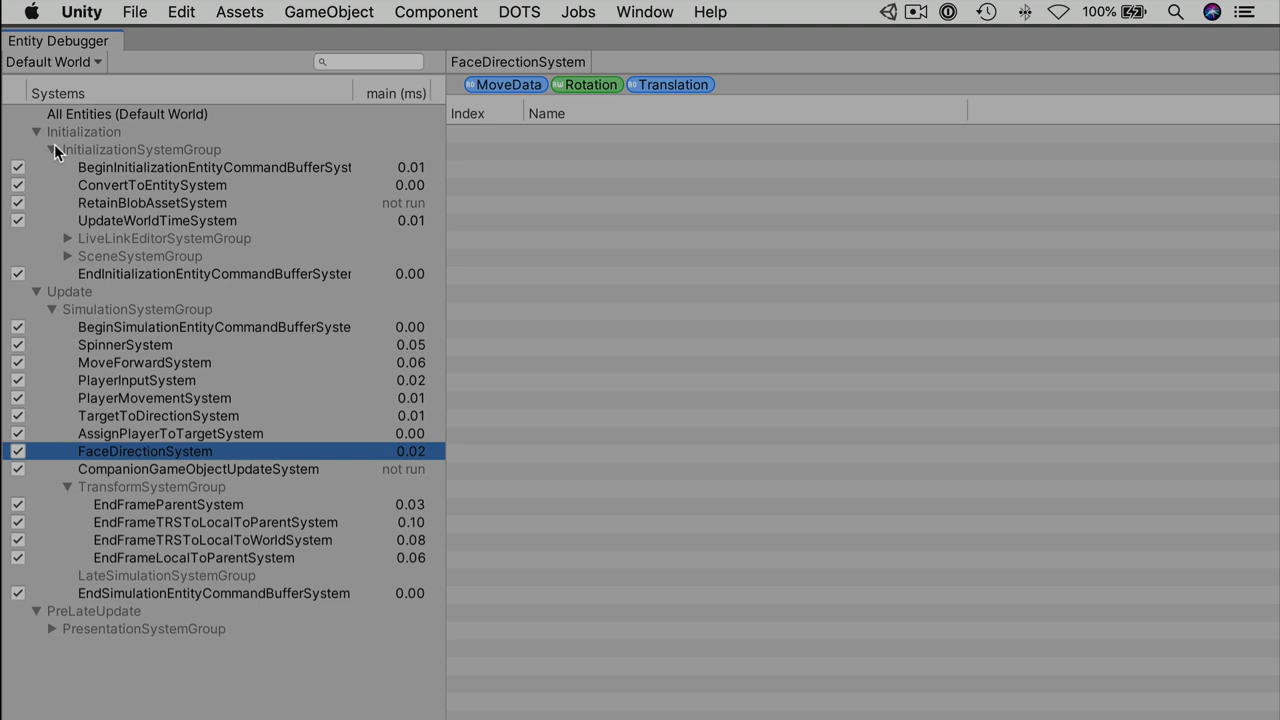 Unity File Edit Assets GameObject Component DOTS Jobs Window Help 100%
Entity Debugger
Default World
FaceDirectionSystem
MoveData Rotation Translation
Systems main (ms)
Index Name
All Entities (Default World)
Initialization
InitializationSystemGroup
BeginInitializationEntityCommandBufferSyst 0.01
ConvertToEntitySystem 0.00
RetainBlobAssetSystem not run
UpdateWorldTimeSystem 0.01
LiveLinkEditorSystemGroup
SceneSystemGroup
EndInitializationEntityCommandBufferSyster 0.00
Update
SimulationSystemGroup
BeginSimulationEntityCommandBufferSyste 0.00
SpinnerSystem 0.05
MoveForwardSystem 0.06
PlayerInputSystem 0.02
PlayerMovementSystem 0.01
TargetToDirectionSystem 0.01
AssignPlayerToTargetSystem 0.00
FaceDirectionSystem 0.02
CompanionGameObjectUpdateSystem not run
TransformSystemGroup
EndFrameParentSystem 0.03
EndFrameTRSToLocalToParentSystem 0.10
EndFrameTRSToLocalToWorldSystem 0.08
EndFrameLocalToParentSystem 0.06
LateSimulationSystemGroup
EndSimulationEntityCommandBufferSystem 0.00
PreLateUpdate
PresentationSystemGroup